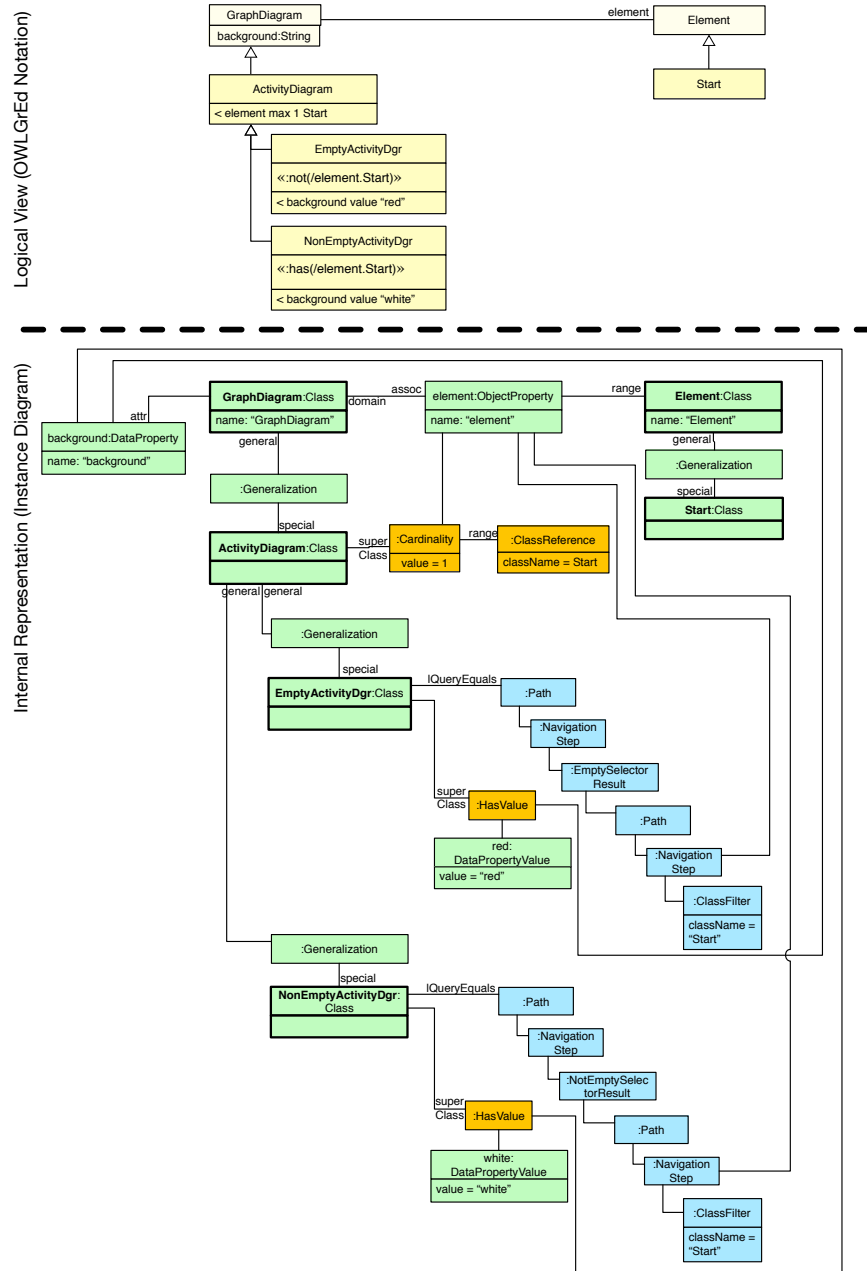 Logical View (OWLGrEd Notation)
GraphDiagram
background:String
element
Element
ActivityDiagram
< element max 1 Start
Start
EmptyActivityDgr
«:not(/element.Start)»
< background value “red”
NonEmptyActivityDgr
«:has(/element.Start)»
< background value “white”
Internal Representation (Instance Diagram)
attr
GraphDiagram:Class
name: “GraphDiagram”
general
assoc
domain
element:ObjectProperty
name: “element”
range
Element:Class
name: “Element”
general
background:DataProperty
name: “background”
:Generalization
special
:Generalization
special
Start:Class
ActivityDiagram:Class
super
Class
:Cardinality
value = 1
range
:ClassReference
className = Start
general
general
:Generalization
special
EmptyActivityDgr:Class
lQueryEquals
:Path
:Navigation
Step
:EmptySelector
Result
super
Class
:HasValue
:Path
red:
DataPropertyValue
value = “red”
:Navigation
Step
:ClassFilter
className =
“Start”
:Generalization
special
NonEmptyActivityDgr:
Class
lQueryEquals
:Path
:Navigation
Step
:NotEmptySelec
torResult
super
Class
:HasValue
:Path
white:
DataPropertyValue
value = “white”
:Navigation
Step
:ClassFilter
className =
“Start”